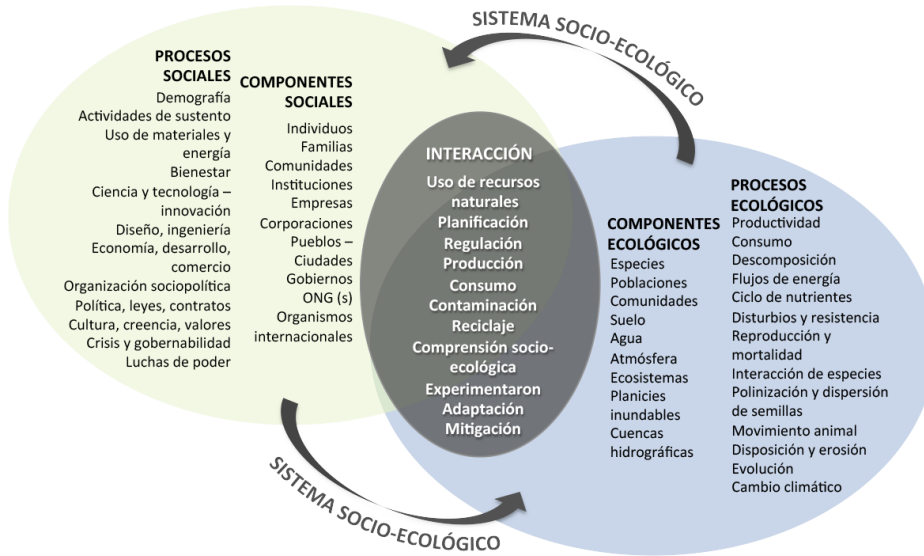 SISTEMA SOCIO-ECOLÓGICO
PROCESOS
SOCIALES
Demografía
Actividades de sustento
Uso de materiales y
energía
Bienestar
Ciencia y tecnología –
innovación
Diseño, ingeniería
Economía, desarrollo,
comercio
Organización sociopolítica
Política, leyes, contratos
Cultura, creencia, valores
Crisis y gobernabilidad
Luchas de poder
COMPONENTES
SOCIALES
Individuos
Familias
Comunidades
Instituciones
Empresas
Corporaciones
Pueblos –
Ciudades
Gobiernos
ONG (s)
Organismos
internacionales
INTERACCIÓN
Uso de recursos
naturales
Planificación
Regulación
Producción
Consumo
Contaminación
Reciclaje
Comprensión socio-
ecológica
Experimentaron
Adaptación
Mitigación
COMPONENTES
ECOLÓGICOS
Especies
Poblaciones
Comunidades
Suelo
Agua
Atmósfera
Ecosistemas
Planicies
inundables
Cuencas
hidrográficas
PROCESOS
ECOLÓGICOS
Productividad
Consumo
Descomposición
Flujos de energía
Ciclo de nutrientes
Disturbios y resistencia
Reproducción y
mortalidad
Interacción de especies
Polinización y dispersión
de semillas
Movimiento animal
Disposición y erosión
Evolución
Cambio climático
SISTEMA SOCIO-ECOLÓGICO